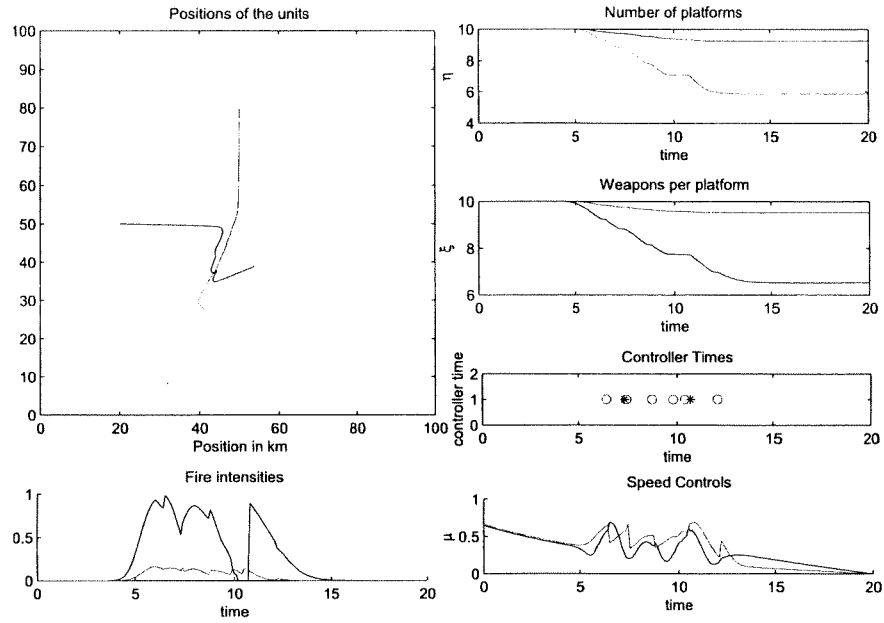 Positions of the units
100
90
80
70
60
50
40
30
20
10
0
0 20 40 60 80 100
Position in km
Number of platforms
10
8
6
4
η
0 5 10 15 20
time
Weapons per platform
10
8
6
ξ
0 5 10 15 20
time
Controller Times
2
1
0
controller time
0 5 10 15 20
time
Fire intensities
1
0.5
0
0 5 10 15 20
time
Speed Controls
1
0.5
0
μ
0 5 10 15 20
time